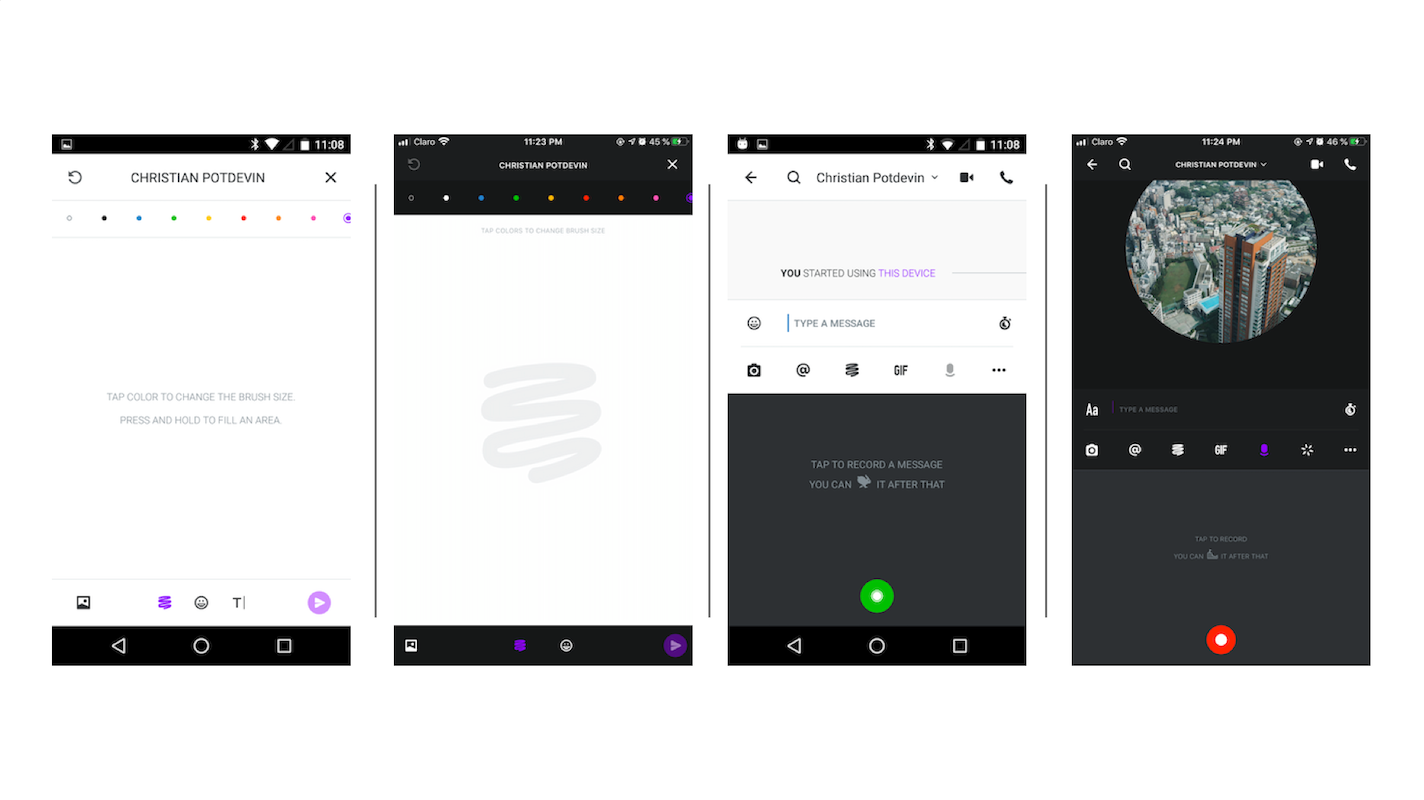 11:08
CHRISTIAN POTDEVIN
TAP COLOR TO CHANGE THE BRUSH SIZE.
PRESS AND HOLD TO FILL AN AREA.
T
Claro 11:23 PM 45 %
CHRISTIAN POTDEVIN
TAP COLORS TO CHANGE BRUSH SIZE
11:08
Christian Potdevin
YOU STARTED USING THIS DEVICE
TYPE A MESSAGE
@ GIF
TAP TO RECORD A MESSAGE
YOU CAN IT AFTER THAT
Claro 11:24 PM 46 %
CHRISTIAN POTDEVIN
Aa TYPE A MESSAGE
@ GIF
TAP TO RECORD
YOU CAN IT AFTER THAT